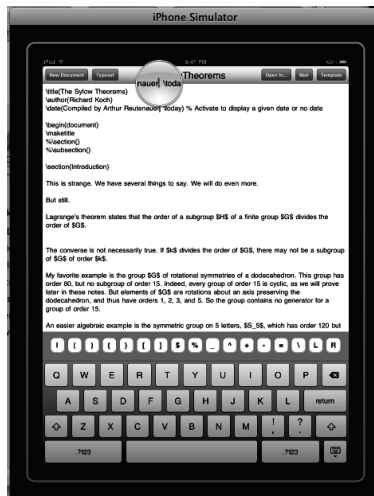 iPhone Simulator
iPad
6:47 PM
New Document Typeset Theorems Open In... Mail Template
nauer| \toda
\title{The Sylow Theorems}
\author{Richard Koch}
\date{Compiled by Arthur Reutenauer, \today} % Activate to display a given date or no date
\begin{document}
\maketitle
%\section{}
%\subsection{}
\section{Introduction}
This is strange. We have several things to say. We will do even more.
But still.
Lagrange's theorem states that the order of a subgroup $H$ of a finite group $G$ divides the
order of $G$.
The converse is not necessarily true. If $k$ divides the order of $G$, there may not be a subgroup
of $G$ of order $k$.
My favorite example is the group $G$ of rotational symmetries of a dodecahedron. This group has
order 60, but no subgroup of order 15. Indeed, every group of order 15 is cyclic, as we will prove
later in these notes. But elements of $G$ are rotations about an axis preserving the
dodecahedron, and thus have orders 1, 2, 3, and 5. So the group contains no generator for a
group of order 15.
An easier algebraic example is the symmetric group on 5 letters, $S_5$, which has order 120 but
{ } ( ) [ ] $ % _ ^ + - = \ L R
Q W E R T Y U I O P
A S D F G H J K L return
Z X C V B N M ! , ? .
.?123 .?123